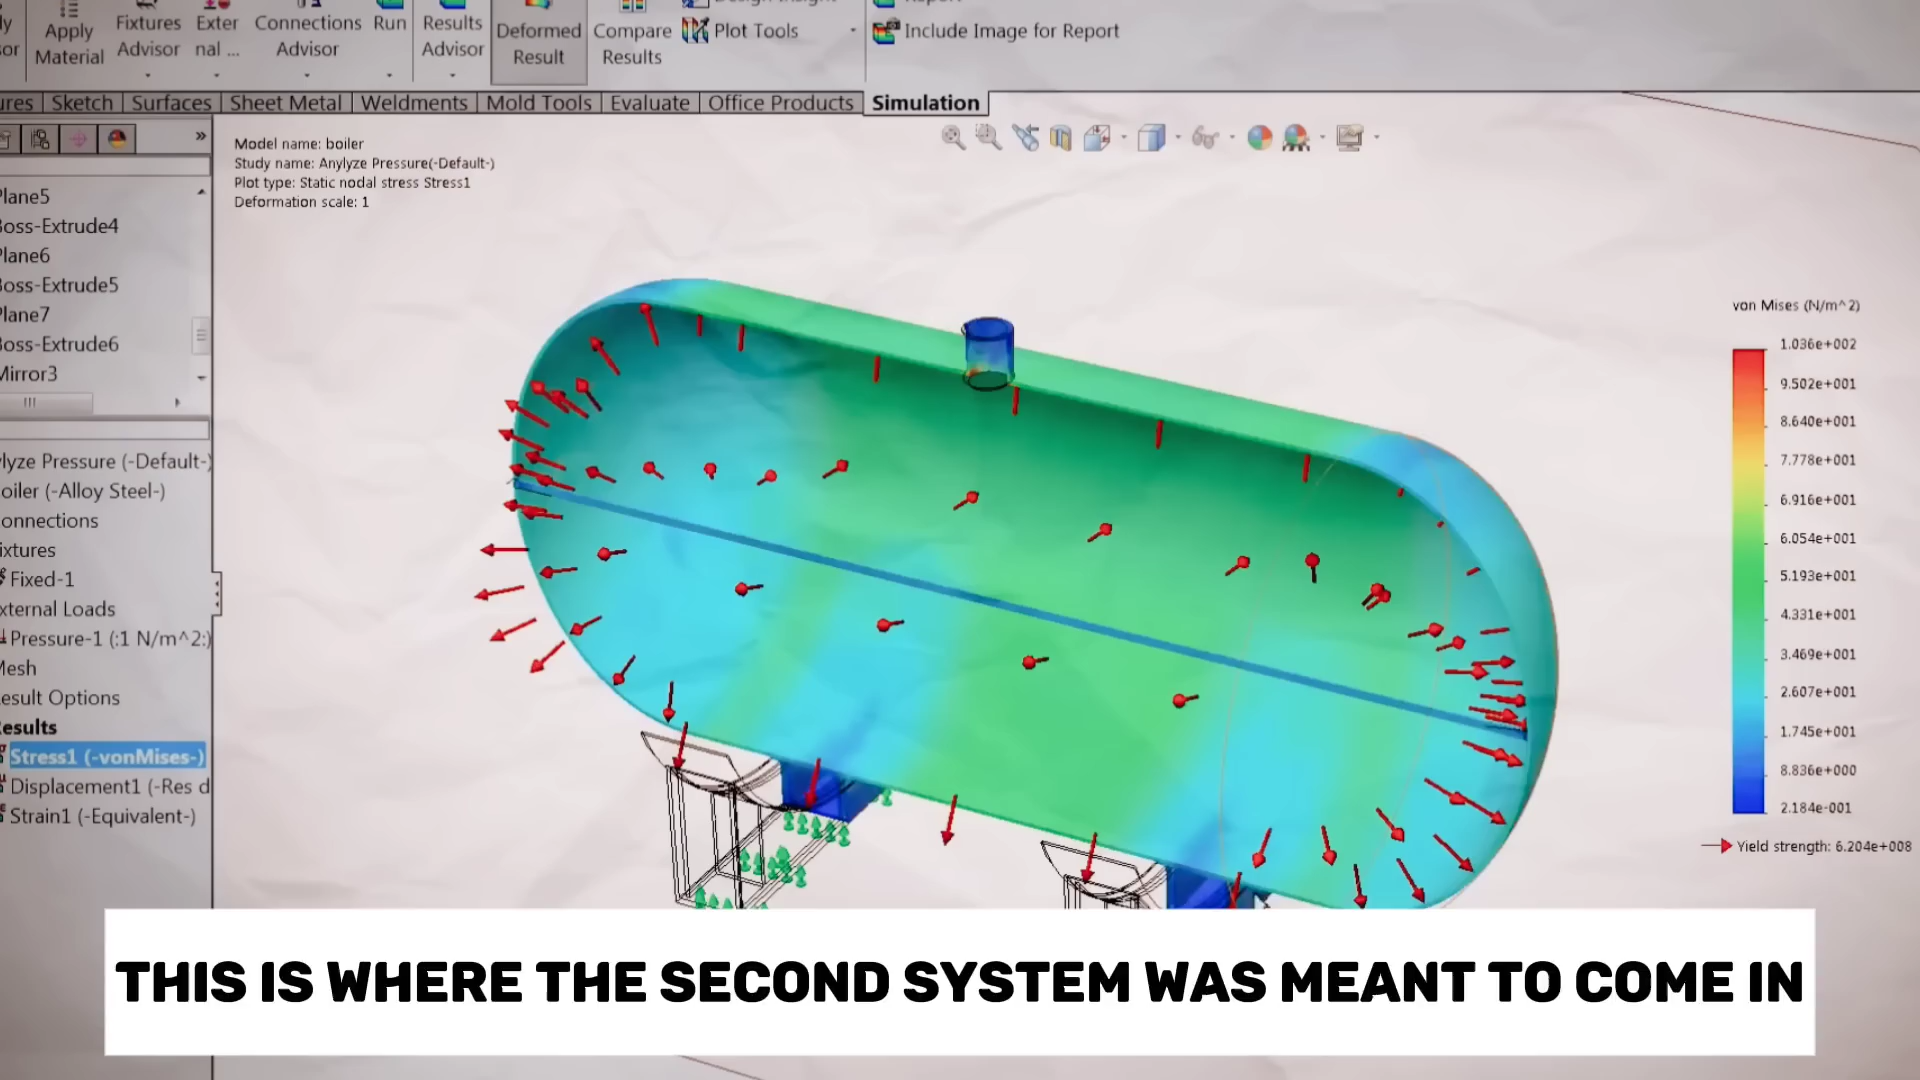 Apply
Material
Fixtures
Advisor
Exter
nal ...
Connections
Advisor
Run
Results
Advisor
Deformed
Result
Compare
Results
Plot Tools
Include Image for Report
ures
Sketch
Surfaces
Sheet Metal
Weldments
Mold Tools
Evaluate
Office Products
Simulation
»
Model name: boiler
Study name: Anylyze Pressure(-Default-)
Plot type: Static nodal stress Stress1
Deformation scale: 1
Plane5
Boss-Extrude4
Plane6
Boss-Extrude5
Plane7
Boss-Extrude6
Mirror3
lyze Pressure (-Default-)
oiler (-Alloy Steel-)
onnections
ixtures
Fixed-1
xternal Loads
Pressure-1 (:1 N/m^2:)
Mesh
esult Options
esults
Stress1 (-vonMises-)
Displacement1 (-Res d
Strain1 (-Equivalent-)
von Mises (N/m^2)
1.036e+002
9.502e+001
8.640e+001
7.778e+001
6.916e+001
6.054e+001
5.193e+001
4.331e+001
3.469e+001
2.607e+001
1.745e+001
8.836e+000
2.184e-001
Yield strength: 6.204e+008
THIS IS WHERE THE SECOND SYSTEM WAS MEANT TO COME IN